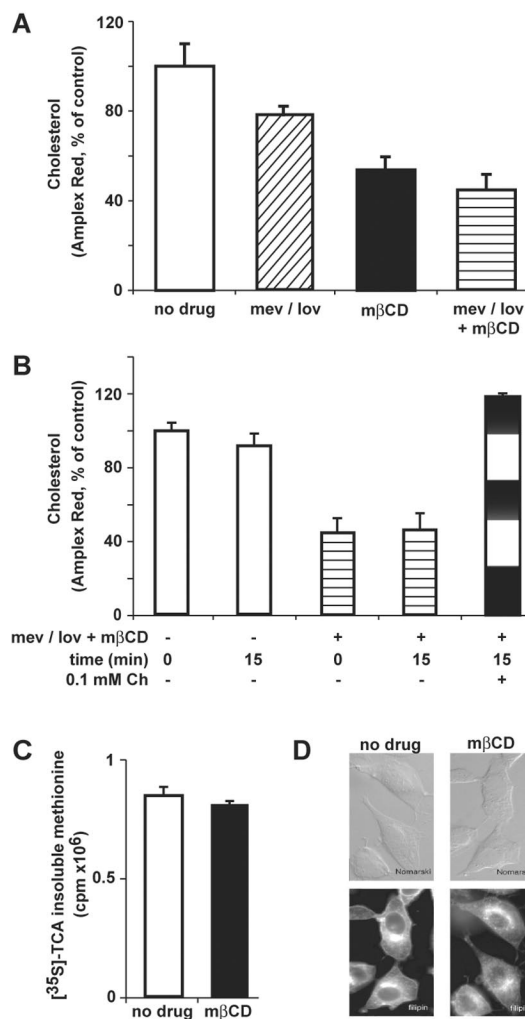 A
Cholesterol
(Amplex Red, % of control)
120
80
40
0
no drug
mev / lov
mβCD
mev / lov
+ mβCD
B
Cholesterol
(Amplex Red, % of control)
120
80
40
0
mev / lov + mβCD - - + + +
time (min) 0 15 0 15 15
0.1 mM Ch - - - - +
C
[³⁵S]-TCA insoluble methionine
(cpm x10⁶)
1
0.5
0
no drug
mβCD
D
no drug
mβCD
Nomarski
Nomarski
filipin
filipin